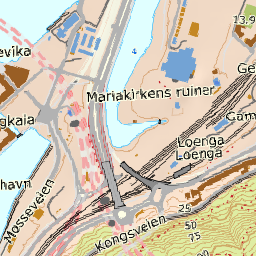 13.9
evika
Ge
Mariakirkens ruiner
gkaia
Gam
Loenga
Loenga
havn
Mosseveien
Kongsveien
25
50
75